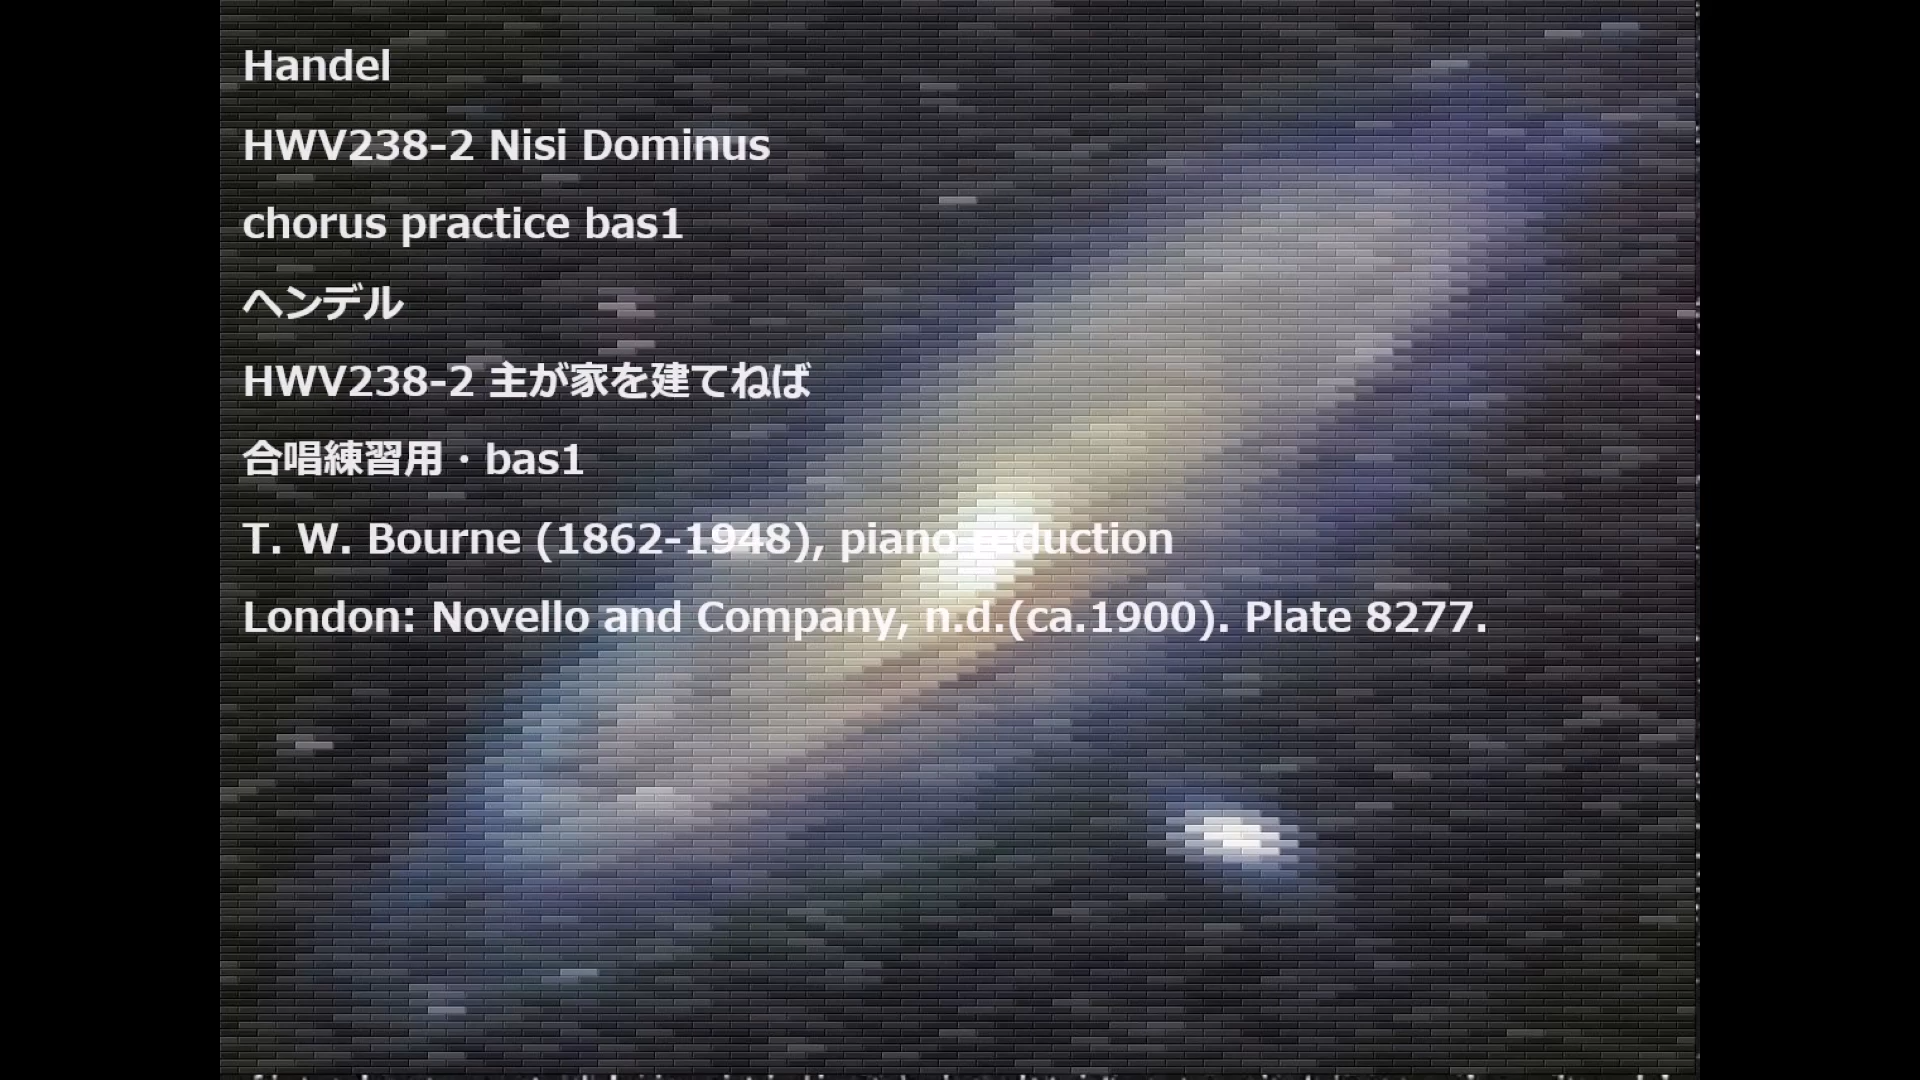 Handel
HWV238-2 Nisi Dominus
chorus practice bas1
ヘンデル
HWV238-2 主が家を建てねば
合唱練習用・bas1
T. W. Bourne (1862-1948), piano reduction
London: Novello and Company, n.d.(ca.1900). Plate 8277.